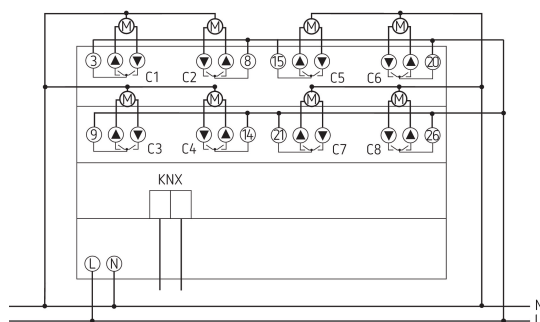 M M M M
3 8 15 20
C1 C2 C5 C6
M M M M
9 14 21 26
C3 C4 C7 C8
KNX
L N
N
L